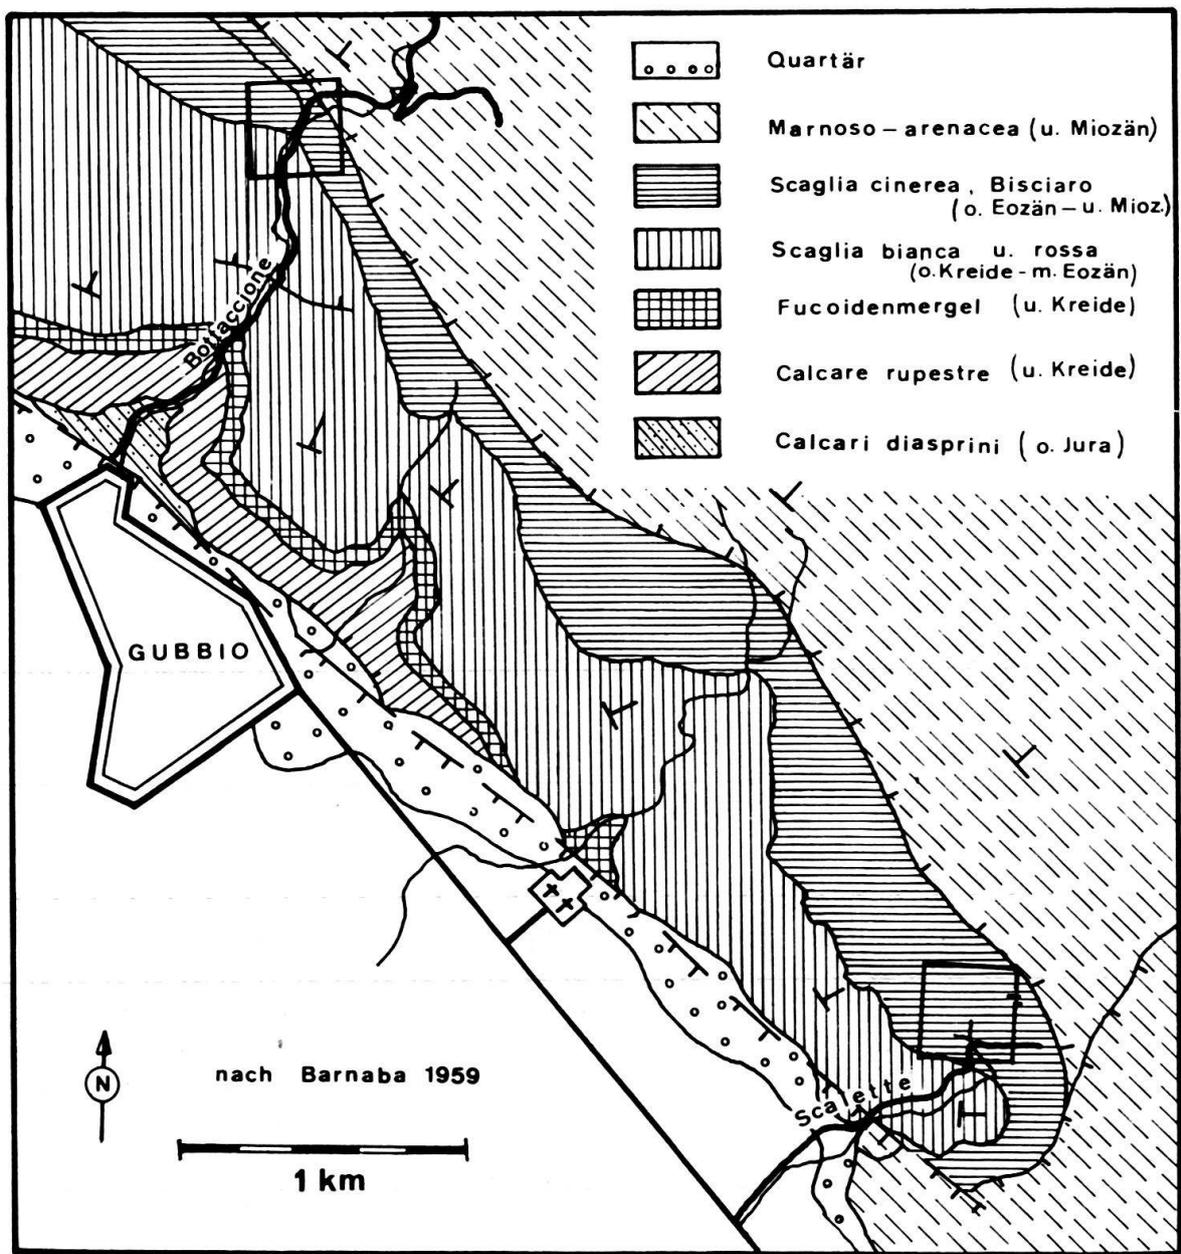 Quartär
Marnoso – arenacea (u. Miozän)
Scaglia cinerea, Bisciaro
(o. Eozän – u. Mioz.)
Scaglia bianca u. rossa
(o. Kreide - m. Eozän)
Fucoidenmergel (u. Kreide)
Calcare rupestre (u. Kreide)
Calcari diasprini (o. Jura)
Bottaccione
GUBBIO
Scalette
N
nach Barnaba 1959
1 km